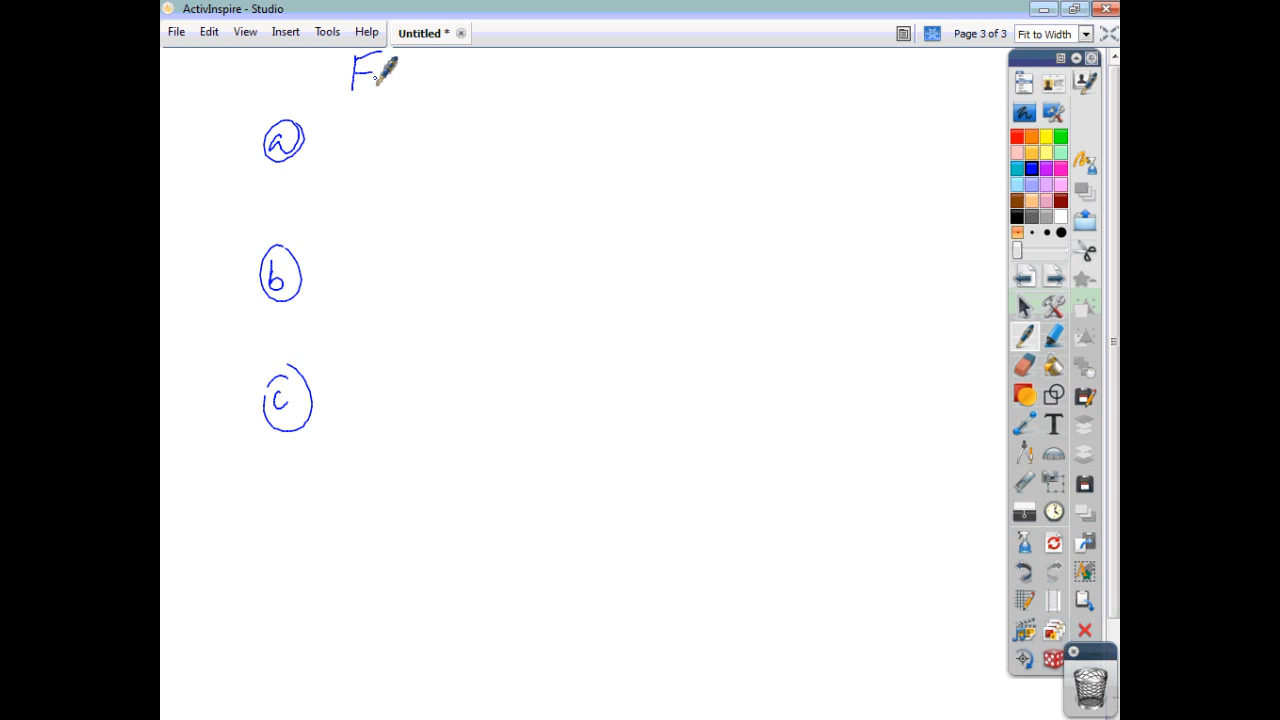 ActivInspire - Studio
File Edit View Insert Tools Help Untitled * Page 3 of 3 Fit to Width
F
a
b
c